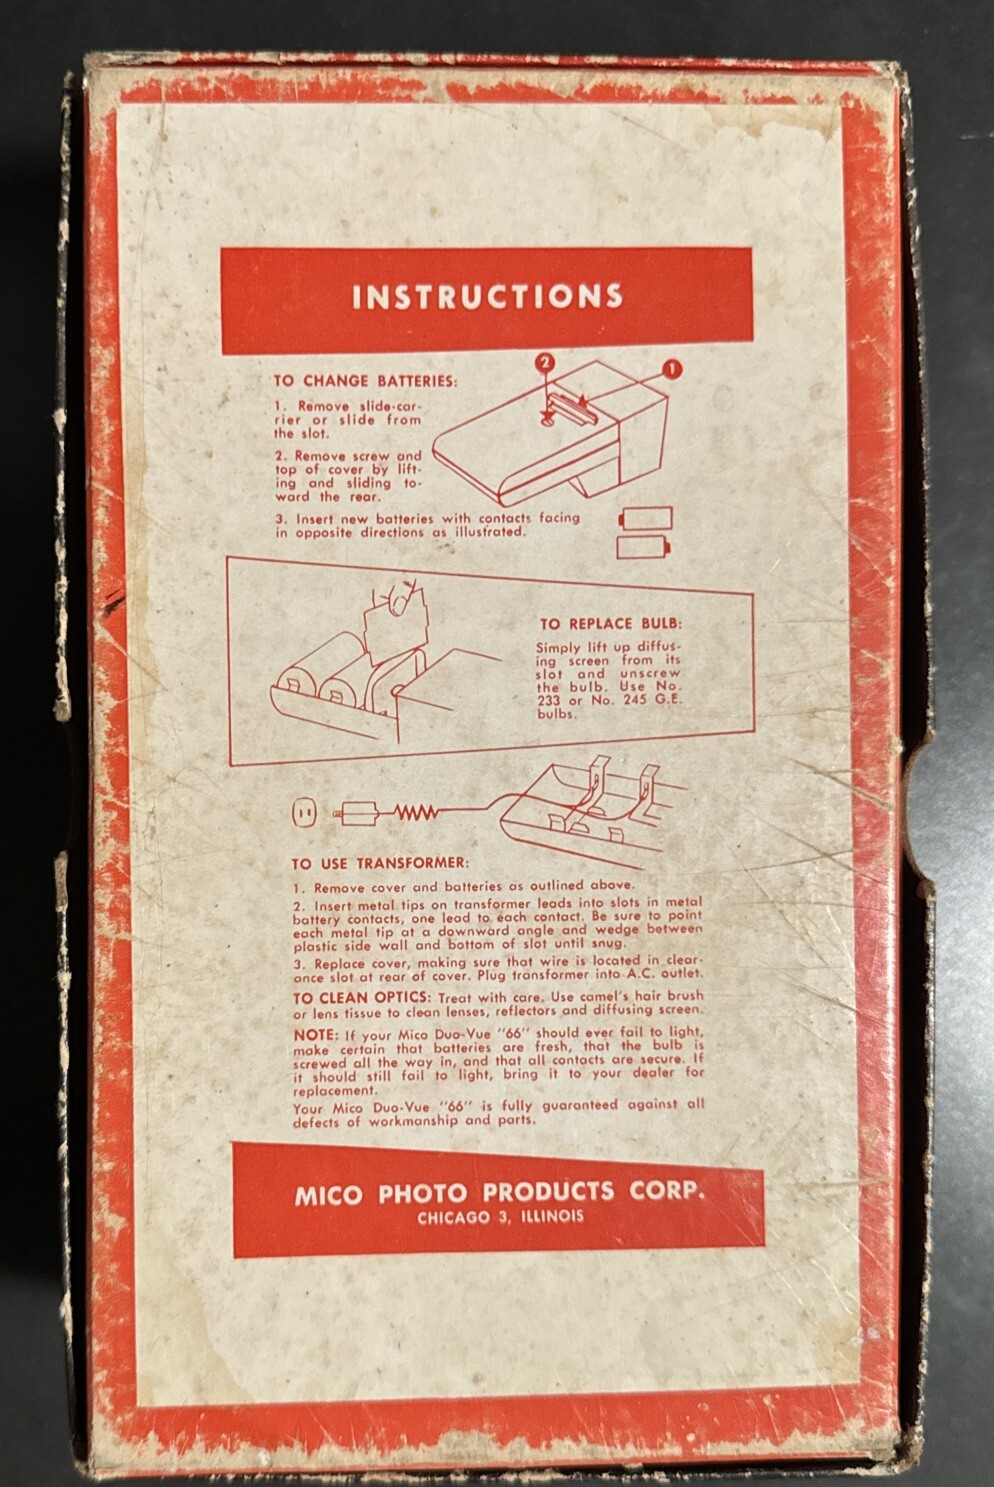 INSTRUCTIONS
2
1
TO CHANGE BATTERIES:
1. Remove slide-car-
rier or slide from
the slot.
2. Remove screw and
top of cover by lift-
ing and sliding to-
ward the rear.
3. Insert new batteries with contacts facing
in opposite directions as illustrated.
TO REPLACE BULB:
Simply lift up diffus-
ing screen from its
slot and unscrew
the bulb. Use No.
233 or No. 245 G.E.
bulbs.
TO USE TRANSFORMER:
1. Remove cover and batteries as outlined above.
2. Insert metal tips on transformer leads into slots in metal
battery contacts, one lead to each contact. Be sure to point
each metal tip at a downward angle and wedge between
plastic side wall and bottom of slot until snug.
3. Replace cover, making sure that wire is located in clear-
ance slot at rear of cover. Plug transformer into A.C. outlet.
TO CLEAN OPTICS: Treat with care. Use camel's hair brush
or lens tissue to clean lenses, reflectors and diffusing screen.
NOTE: If your Mico Duo-Vue "66" should ever fail to light,
make certain that batteries are fresh, that the bulb is
screwed all the way in, and that all contacts are secure. If
it should still fail to light, bring it to your dealer for
replacement.
Your Mico Duo-Vue "66" is fully guaranteed against all
defects of workmanship and parts.
MICO PHOTO PRODUCTS CORP.
CHICAGO 3, ILLINOIS